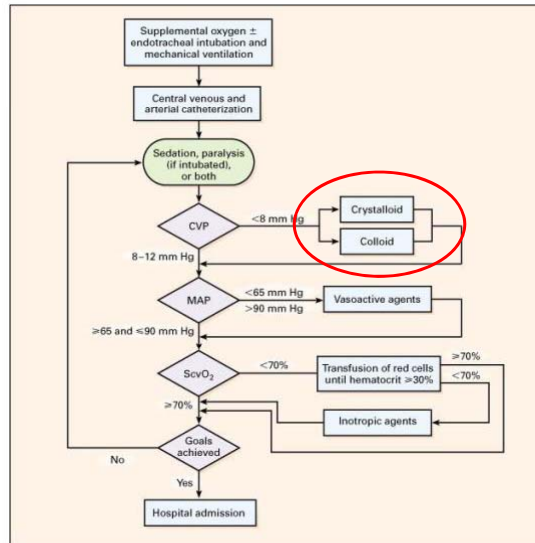 Supplemental oxygen ±
endotracheal intubation and
mechanical ventilation
Central venous and
arterial catheterization
Sedation, paralysis
(if intubated),
or both
CVP
<8 mm Hg
Crystalloid
Colloid
8–12 mm Hg
MAP
<65 mm Hg
>90 mm Hg
Vasoactive agents
≥65 and ≤90 mm Hg
ScvO₂
<70%
Transfusion of red cells
until hematocrit ≥30%
≥70%
<70%
≥70%
Inotropic agents
Goals
achieved
No
Yes
Hospital admission